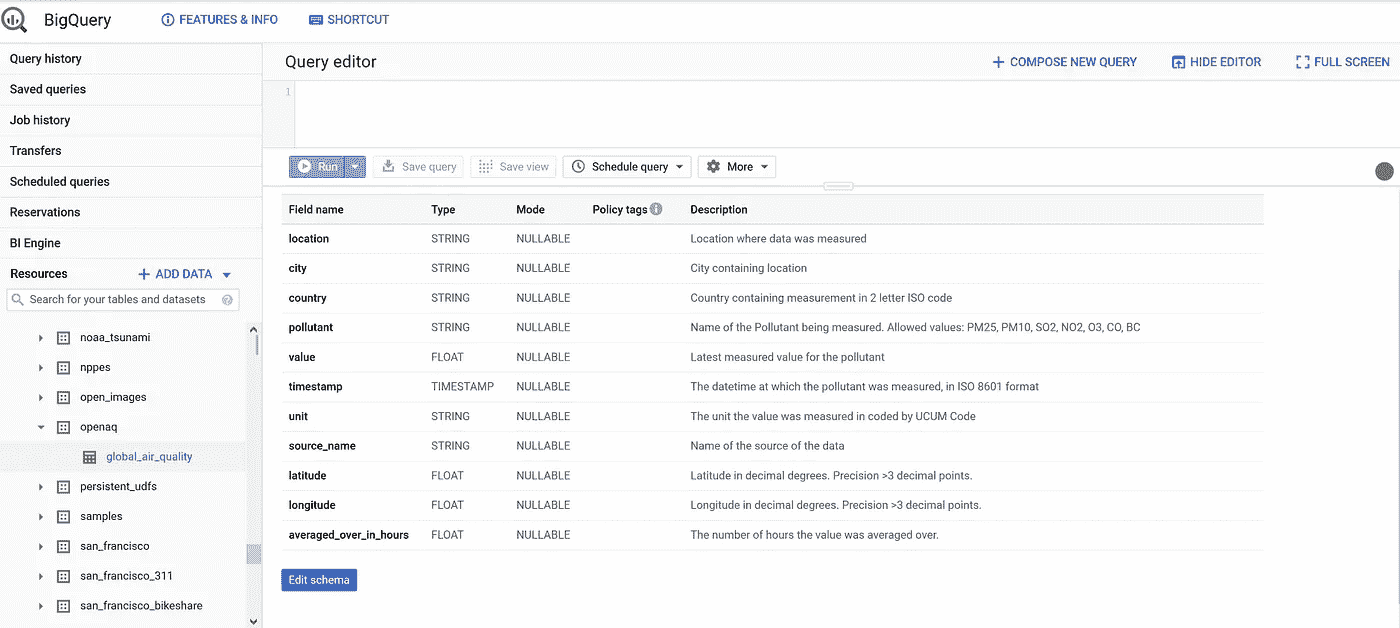 BigQuery FEATURES & INFO SHORTCUT
Query history
Saved queries
Job history
Transfers
Scheduled queries
Reservations
BI Engine
Resources ADD DATA
Search for your tables and datasets
noaa_tsunami
nppes
open_images
openaq
global_air_quality
persistent_udfs
samples
san_francisco
san_francisco_311
san_francisco_bikeshare
Query editor COMPOSE NEW QUERY HIDE EDITOR FULL SCREEN
1
Run Save query Save view Schedule query More
Field name Type Mode Policy tags Description
location STRING NULLABLE Location where data was measured
city STRING NULLABLE City containing location
country STRING NULLABLE Country containing measurement in 2 letter ISO code
pollutant STRING NULLABLE Name of the Pollutant being measured. Allowed values: PM25, PM10, SO2, NO2, O3, CO, BC
value FLOAT NULLABLE Latest measured value for the pollutant
timestamp TIMESTAMP NULLABLE The datetime at which the pollutant was measured, in ISO 8601 format
unit STRING NULLABLE The unit the value was measured in coded by UCUM Code
source_name STRING NULLABLE Name of the source of the data
latitude FLOAT NULLABLE Latitude in decimal degrees. Precision >3 decimal points.
longitude FLOAT NULLABLE Longitude in decimal degrees. Precision >3 decimal points.
averaged_over_in_hours FLOAT NULLABLE The number of hours the value was averaged over.
Edit schema